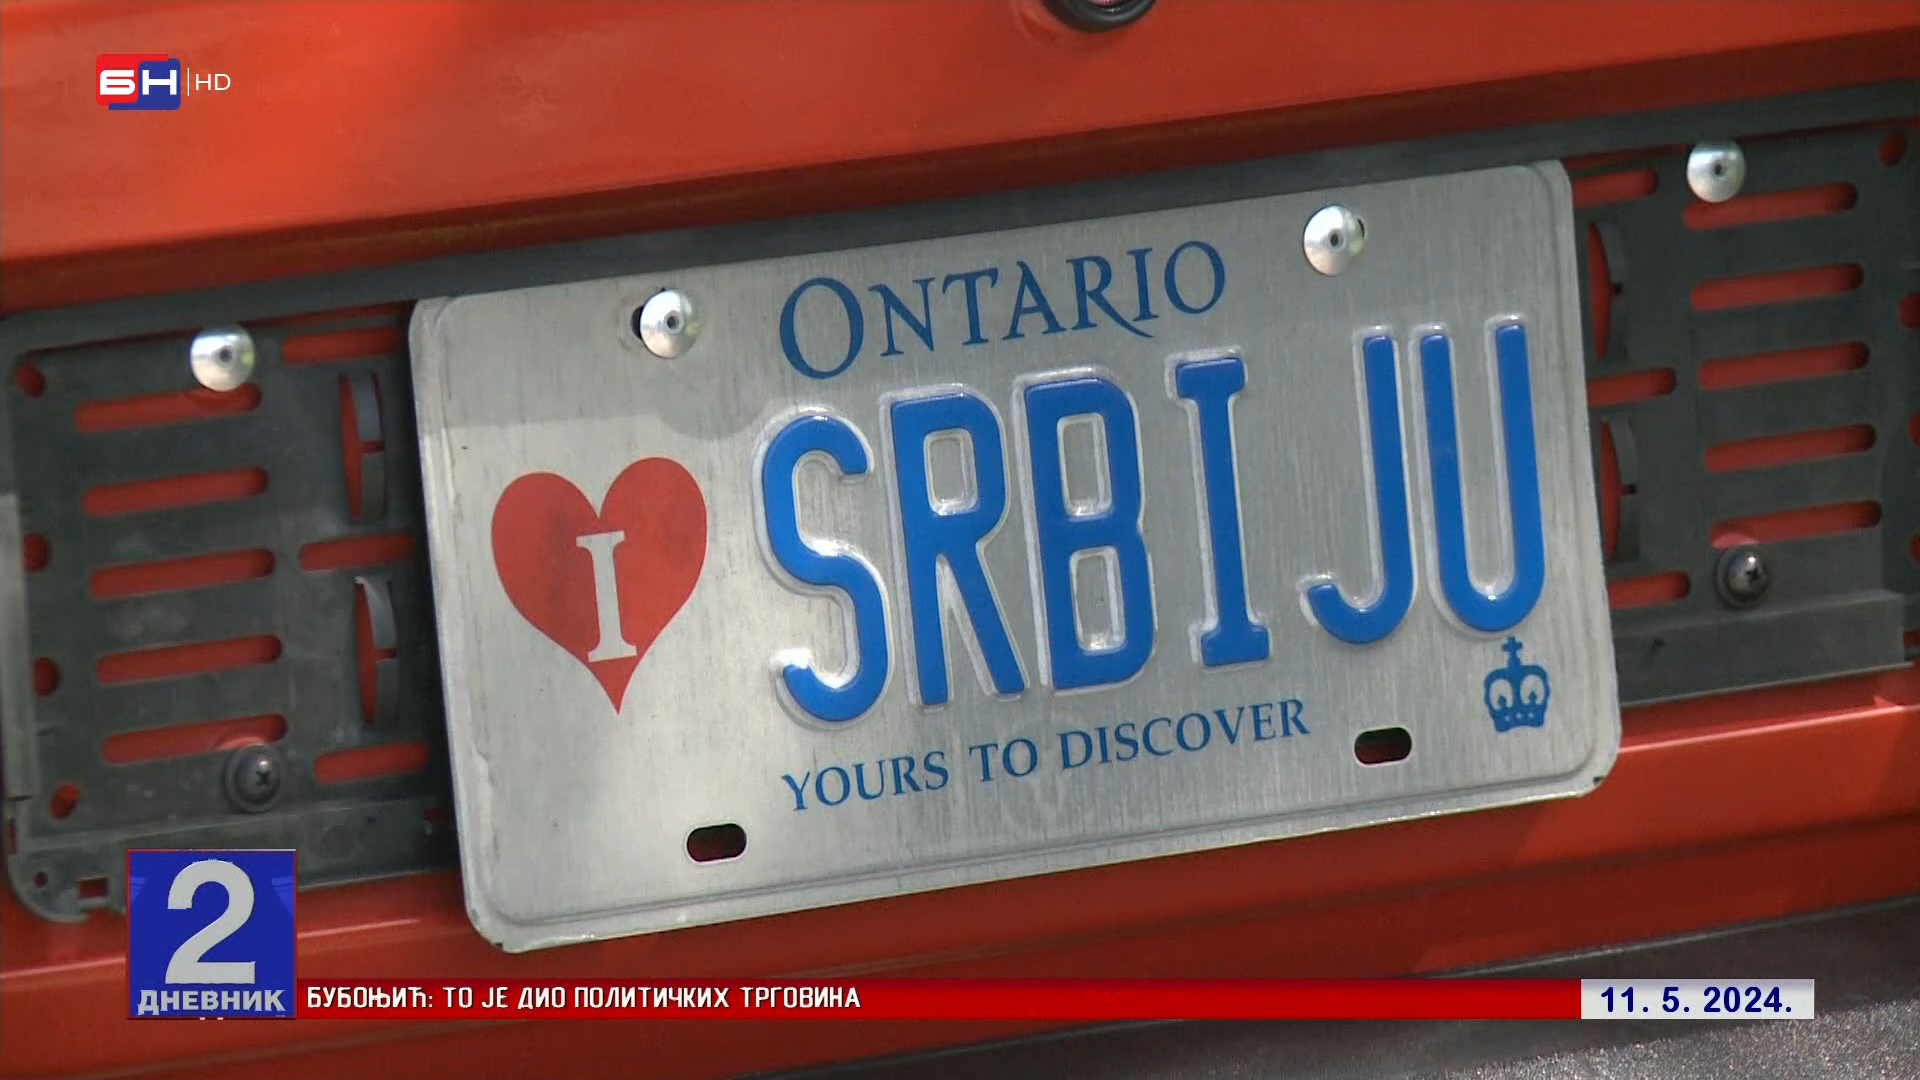 БН HD
ONTARIO
I SRBIJU
YOURS TO DISCOVER
2
ДНЕВНИК
БУБОЊИЋ: ТО ЈЕ ДИО ПОЛИТИЧКИХ ТРГОВИНА
11. 5. 2024.